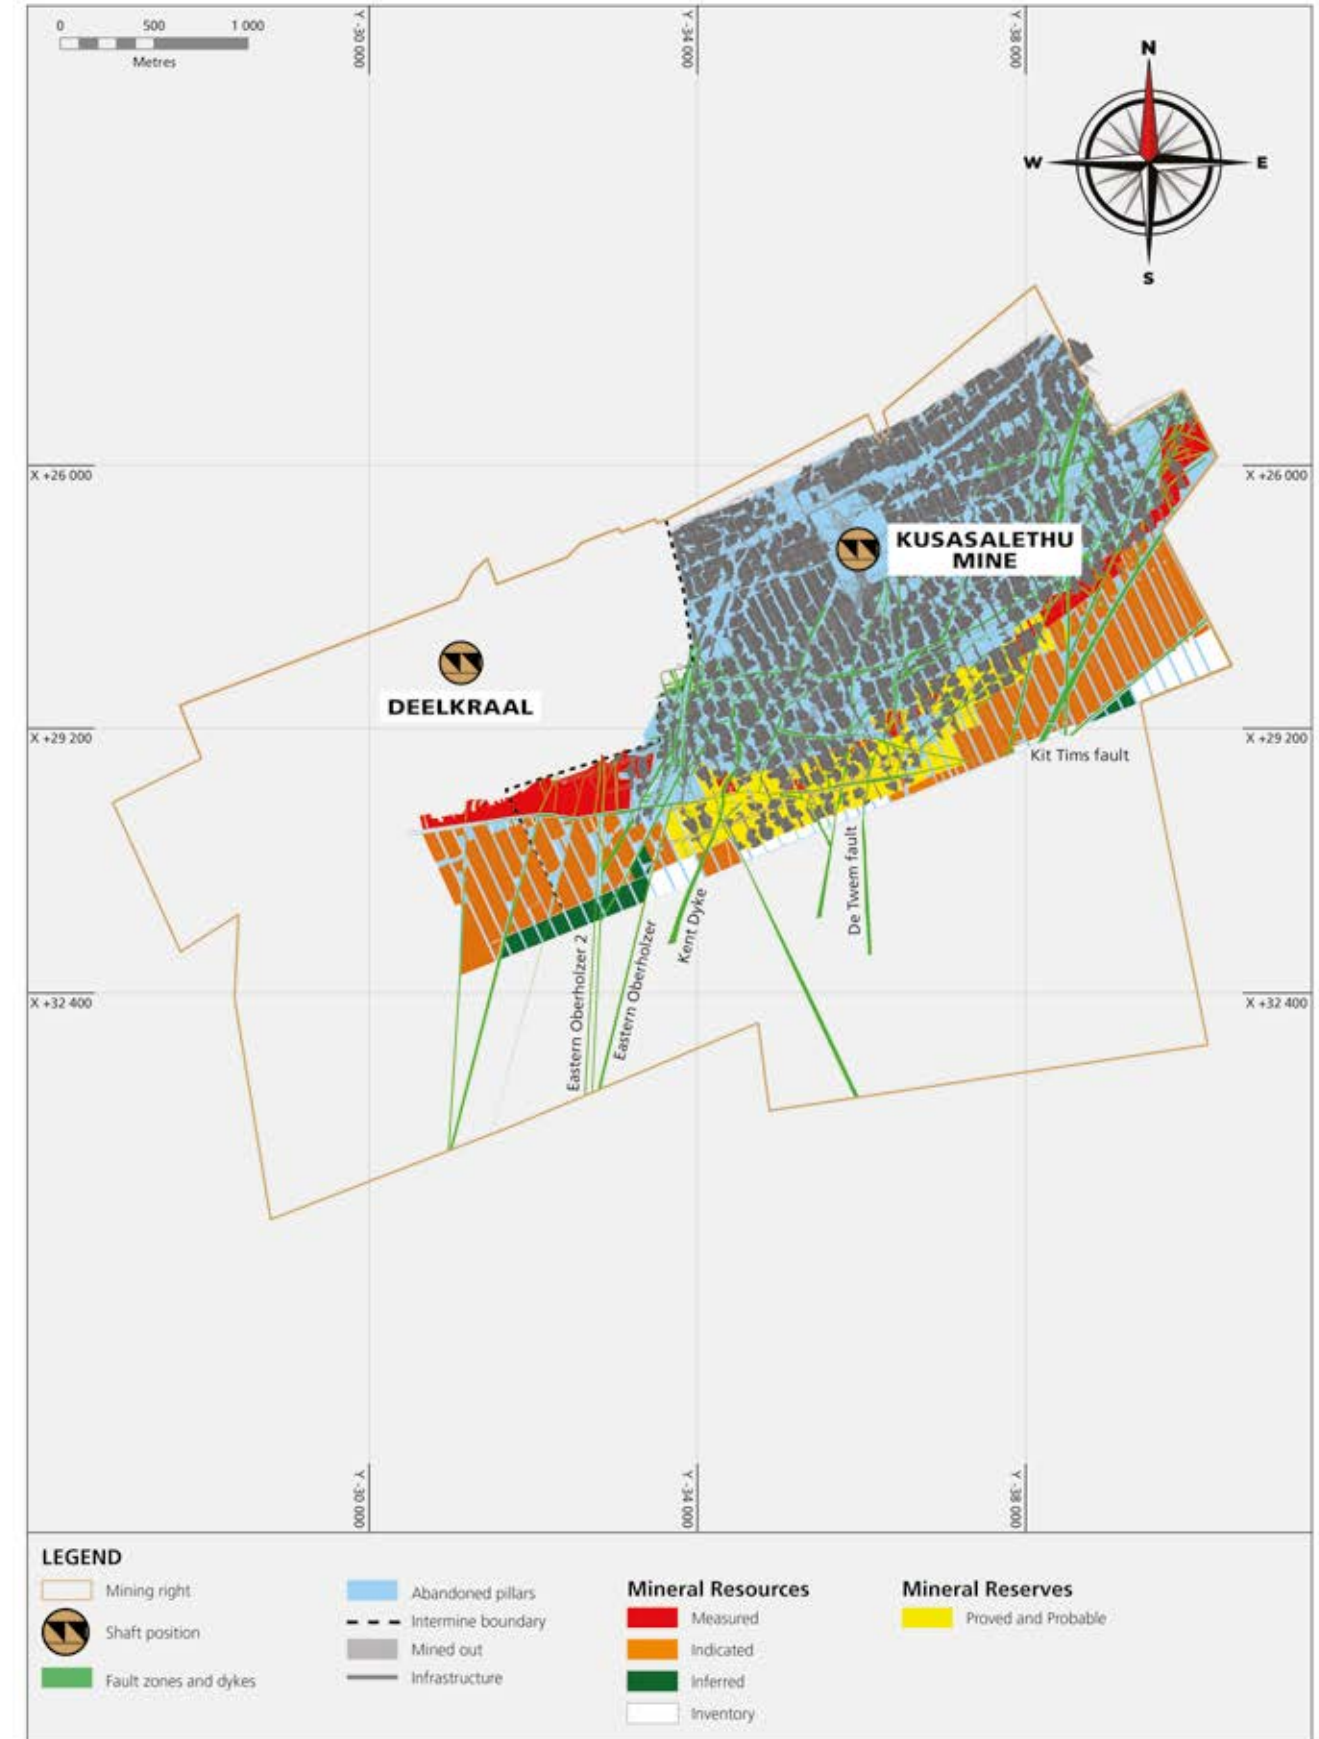 0 500 1 000
Metres
Y -30 000
Y -34 000
Y -38 000
N
W
E
S
X +26 000
X +26 000
KUSASALETHU
MINE
DEELKRAAL
X +29 200
X +29 200
Kit Tims fault
De Twem fault
Kent Dyke
Eastern Oberholzer
Eastern Oberholzer 2
X +32 400
X +32 400
Y -30 000
Y -34 000
Y -38 000
LEGEND
Mining right
Shaft position
Fault zones and dykes
Abandoned pillars
Intermine boundary
Mined out
Infrastructure
Mineral Resources
Measured
Indicated
Inferred
Inventory
Mineral Reserves
Proved and Probable